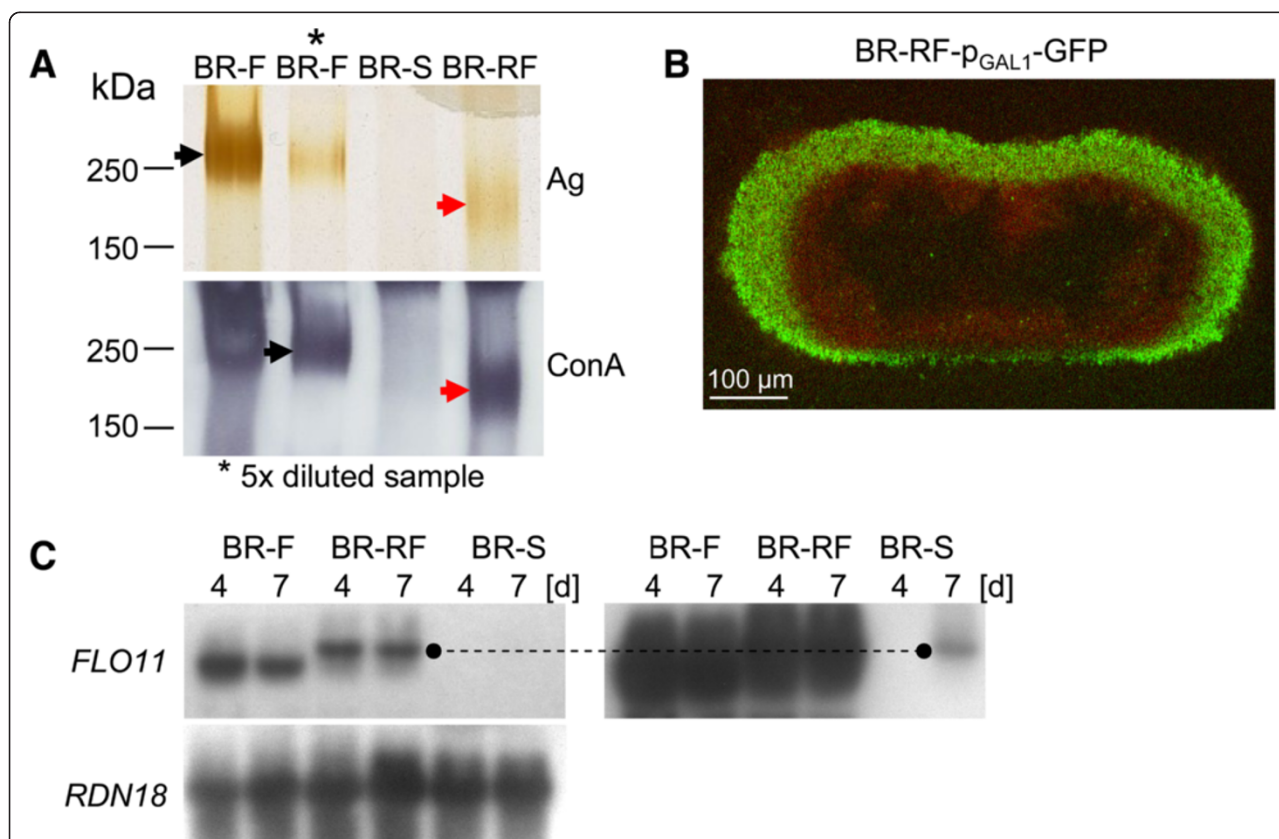 A
*
BR-F BR-F BR-S BR-RF
kDa
250
150
Ag
250
150
ConA
* 5x diluted sample
B
BR-RF-pGAL1-GFP
100 µm
C
BR-F BR-RF BR-S BR-F BR-RF BR-S
4 7 4 7 4 7 [d] 4 7 4 7 4 7 [d]
FLO11
RDN18